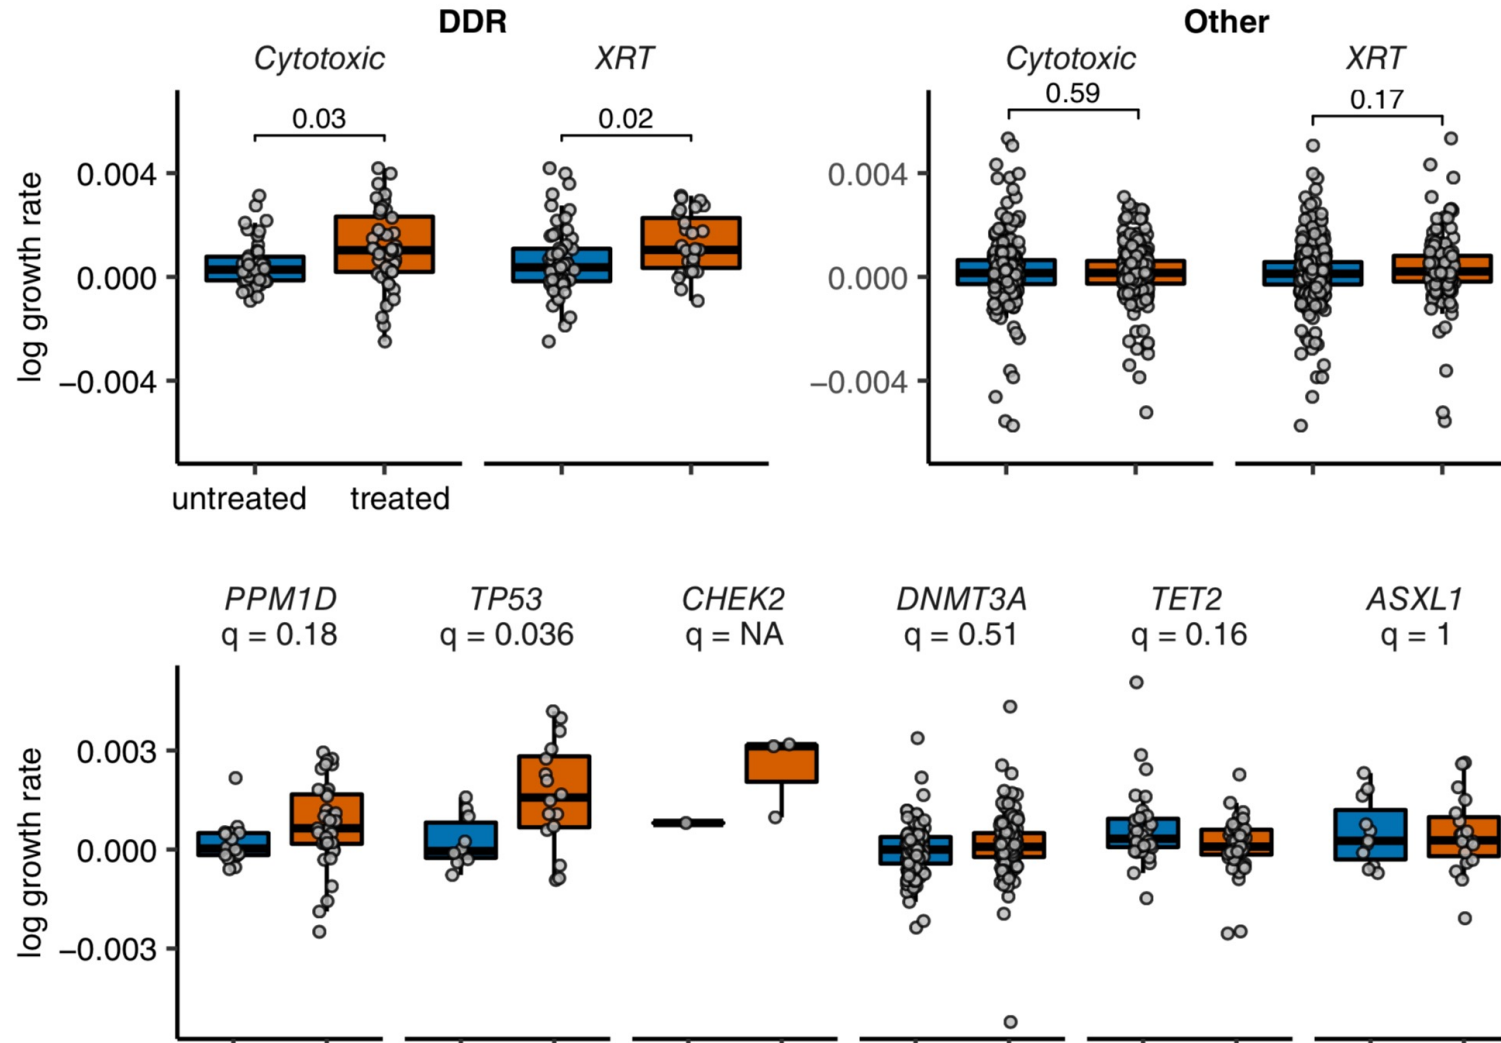 DDR Other
Cytotoxic XRT Cytotoxic XRT
0.03 0.02 0.59 0.17
log growth rate
0.004
0.000
−0.004
0.004
0.000
−0.004
untreated treated
PPM1D TP53 CHEK2 DNMT3A TET2 ASXL1
q = 0.18 q = 0.036 q = NA q = 0.51 q = 0.16 q = 1
log growth rate
0.003
0.000
−0.003